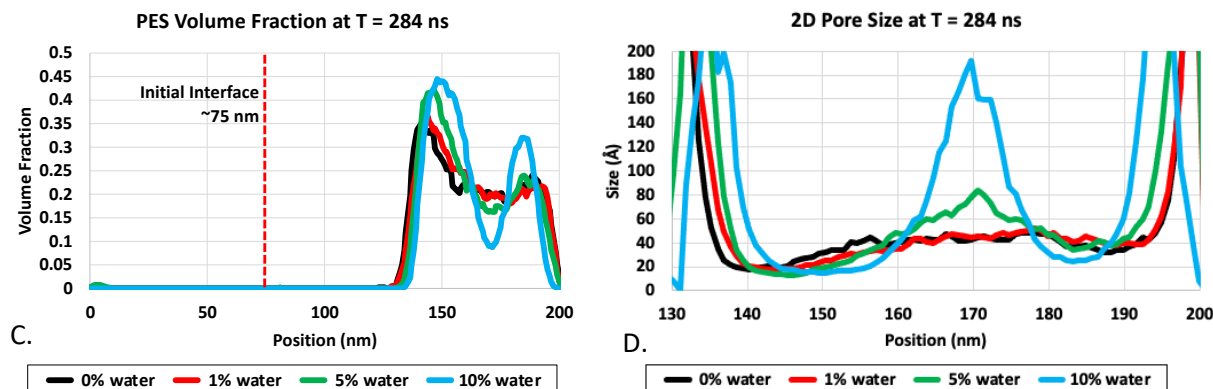 PES Volume Fraction at T = 284 ns
0.5
0.45
0.4
0.35
0.3
0.25
0.2
0.15
0.1
0.05
0
Volume Fraction
Initial Interface
~75 nm
0 50 100 150 200
Position (nm)
C.
0% water 1% water 5% water 10% water
2D Pore Size at T = 284 ns
200
180
160
140
120
100
80
60
40
20
0
Size (Å)
130 140 150 160 170 180 190 200
Position (nm)
D.
0% water 1% water 5% water 10% water